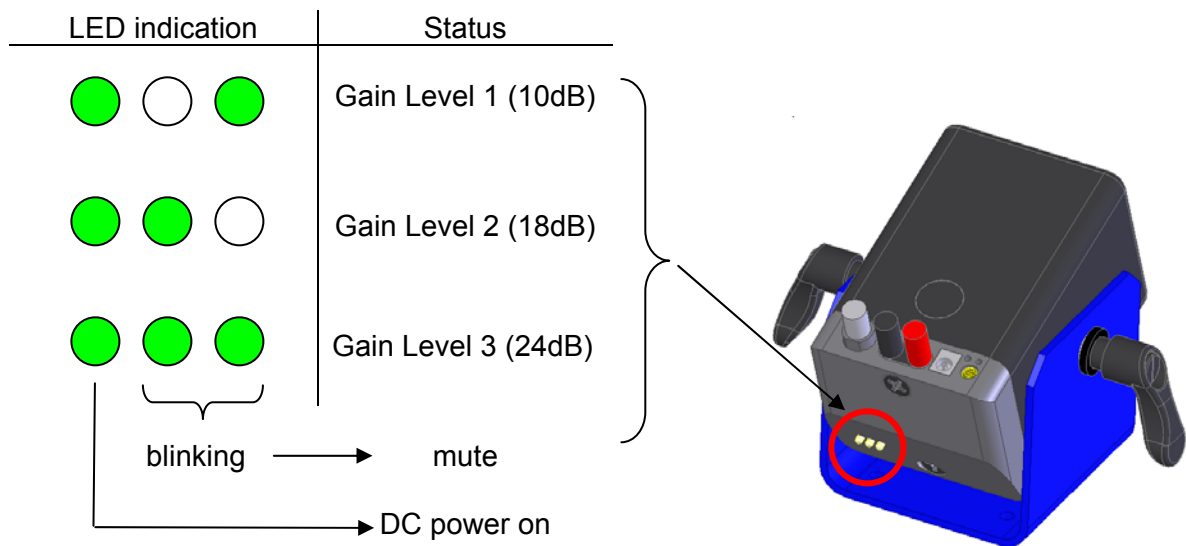 LED indication Status
Gain Level 1 (10dB)
Gain Level 2 (18dB)
Gain Level 3 (24dB)
blinking mute
DC power on